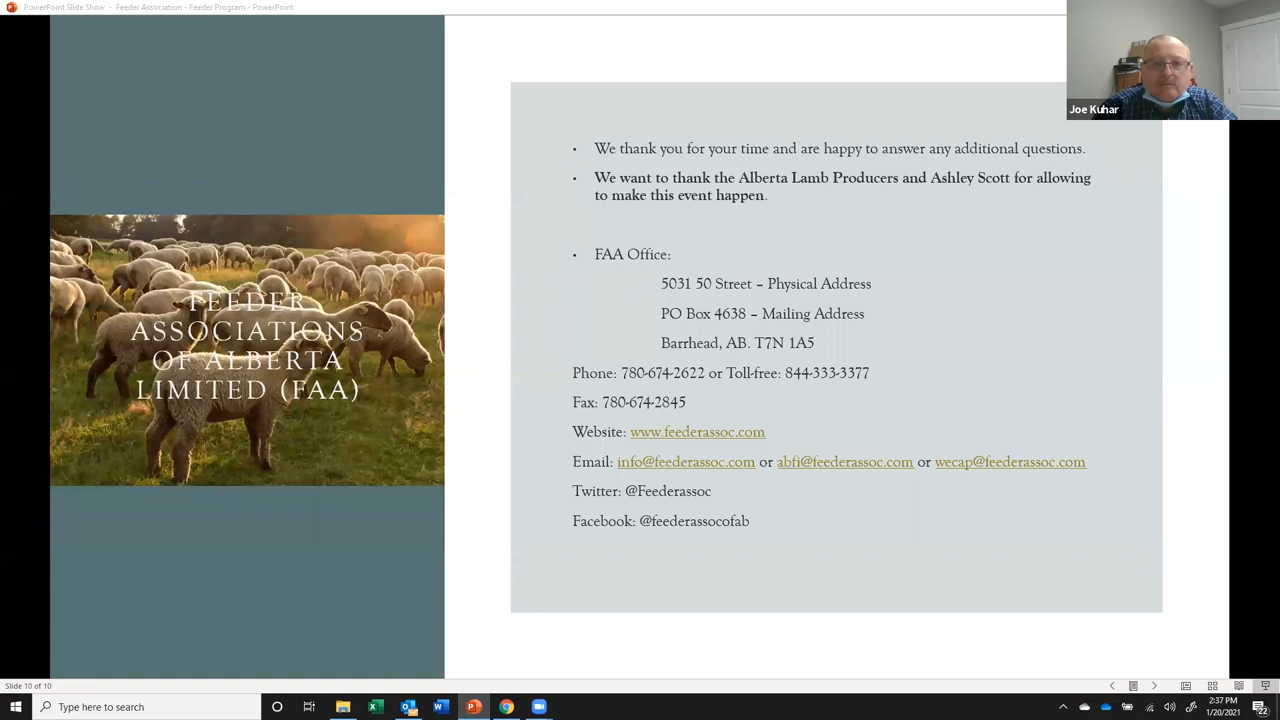 PowerPoint Slide Show - Feeder Association - Feeder Program - PowerPoint
Joe Kuhar
FEEDER
ASSOCIATIONS
OF ALBERTA
LIMITED (FAA)
• We thank you for your time and are happy to answer any additional questions.
• We want to thank the Alberta Lamb Producers and Ashley Scott for allowing
to make this event happen.
• FAA Office:
5031 50 Street – Physical Address
PO Box 4638 – Mailing Address
Barrhead, AB. T7N 1A5
Phone: 780-674-2622 or Toll-free: 844-333-3377
Fax: 780-674-2845
Website: www.feederassoc.com
Email: info@feederassoc.com or abfi@feederassoc.com or wecap@feederassoc.com
Twitter: @Feederassoc
Facebook: @feederassocofab
Slide 10 of 10
Type here to search
2:37 PM
1/20/2021
22